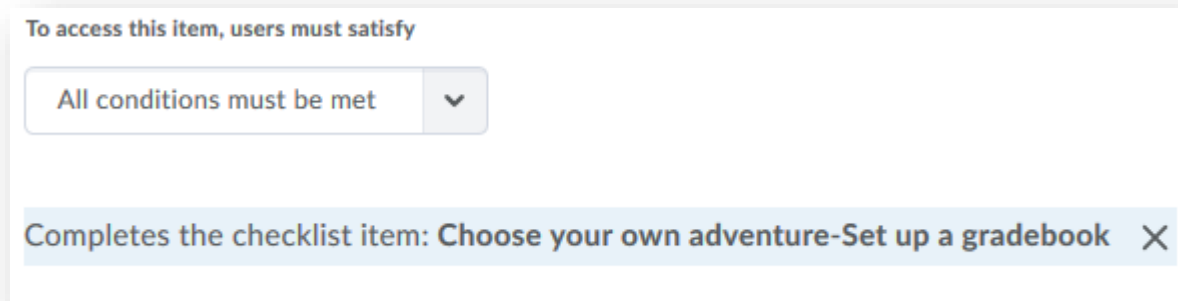 To access this item, users must satisfy
All conditions must be met
Completes the checklist item: Choose your own adventure-Set up a gradebook